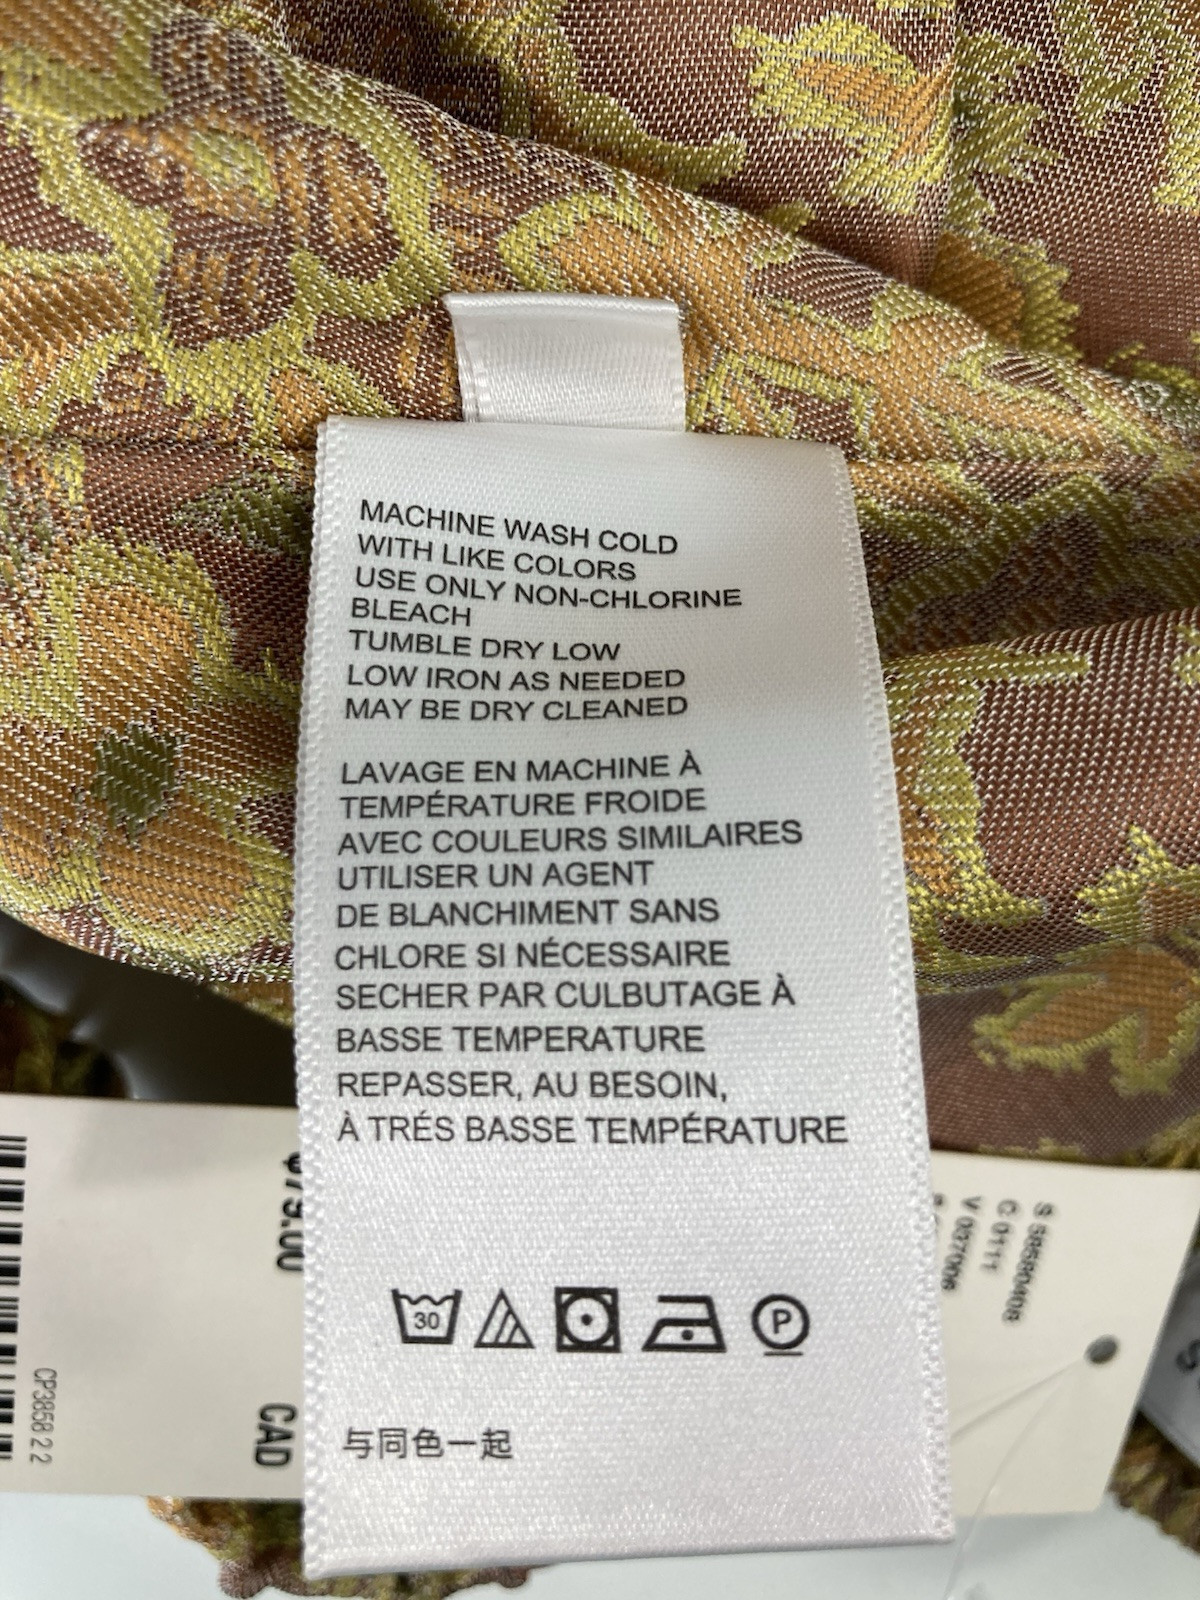 MACHINE WASH COLD
WITH LIKE COLORS
USE ONLY NON-CHLORINE
BLEACH
TUMBLE DRY LOW
LOW IRON AS NEEDED
MAY BE DRY CLEANED
LAVAGE EN MACHINE À
TEMPÉRATURE FROIDE
AVEC COULEURS SIMILAIRES
UTILISER UN AGENT
DE BLANCHIMENT SANS
CHLORE SI NÉCESSAIRE
SECHER PAR CULBUTAGE À
BASSE TEMPERATURE
REPASSER, AU BESOIN,
À TRÉS BASSE TEMPÉRATURE
30
P
与同色一起
$79.00
CAD
CP3858 2 2
C 0111
V 037006